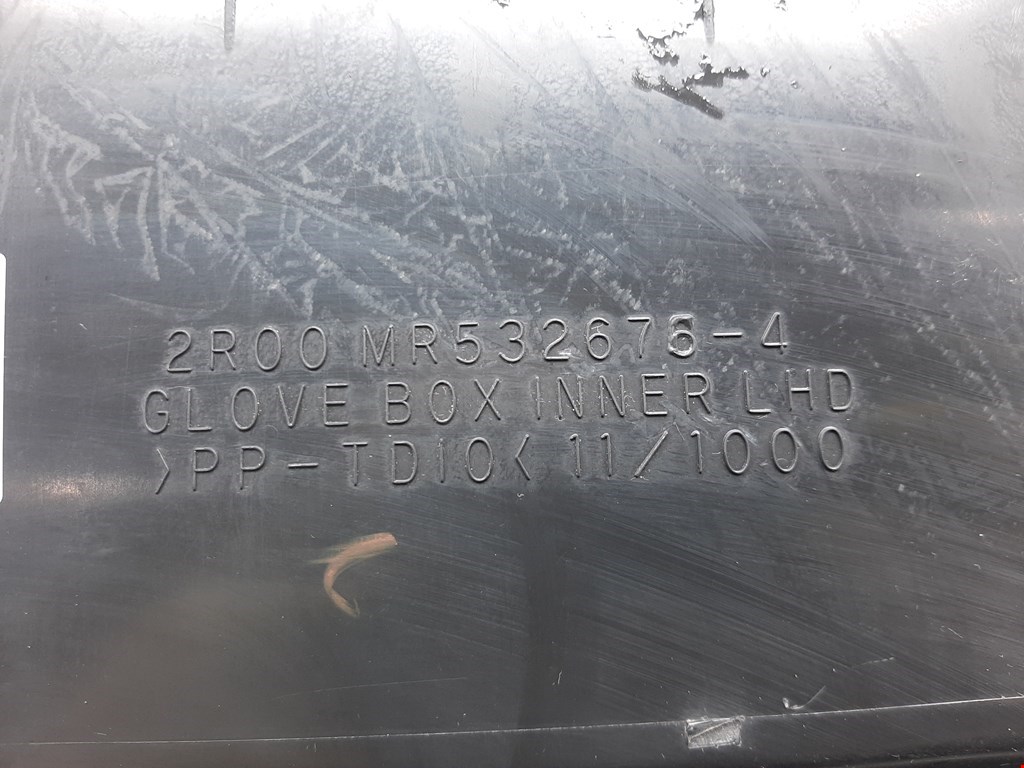 2R00 MR532676-4
GLOVE BOX INNER LHD
>PP-TD10< 11/1000